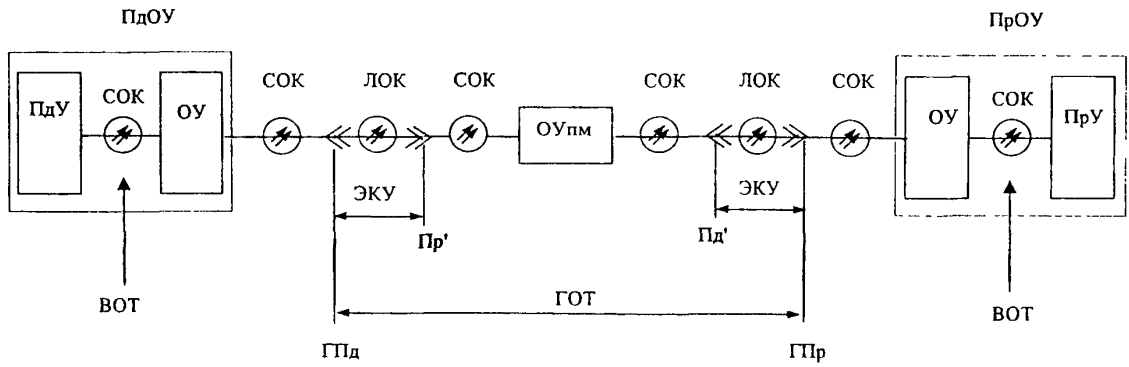 ПдОУ ПрОУ
СОК ЛОК СОК СОК ЛОК СОК
ПдУ СОК ОУ ОУпм ОУ СОК ПрУ
ЭКУ ЭКУ
Пр' Пд'
ВОТ ГОТ ВОТ
ГПд ГПр